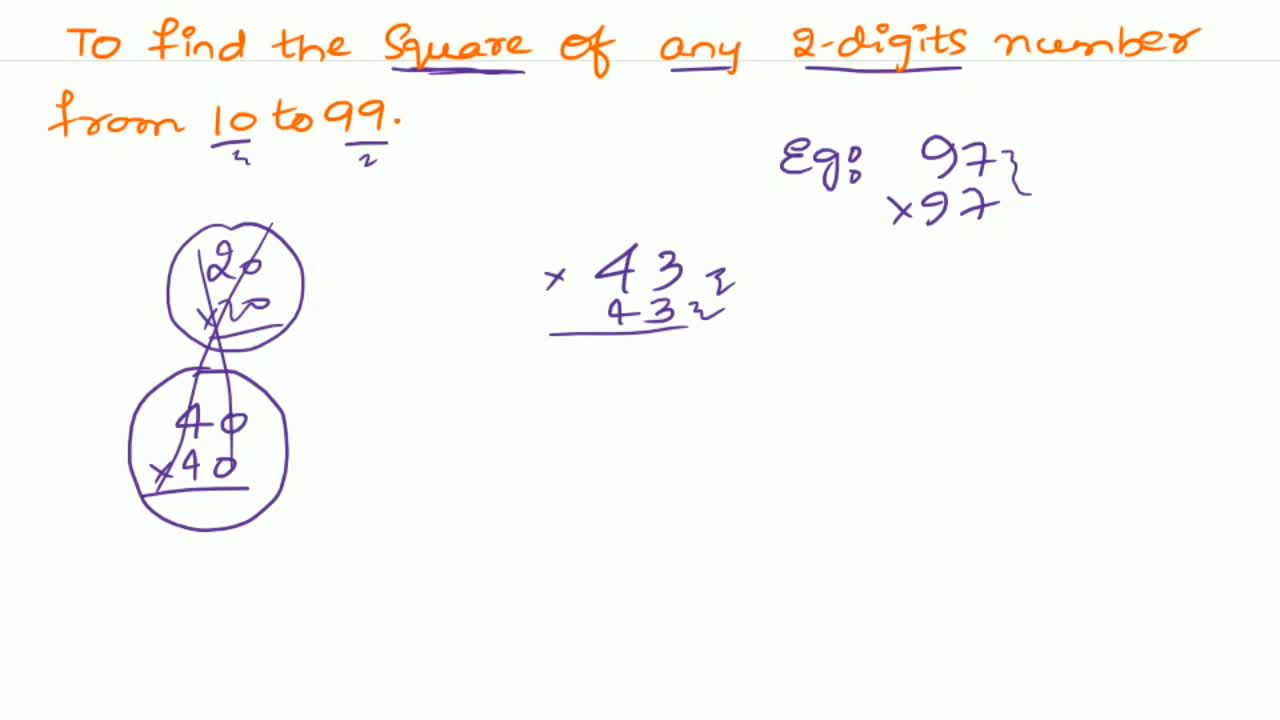 To find the Square of any 2-digits number
from 10 to 99.
Eg: 97
×97
20
×20
× 43
43
40
×40